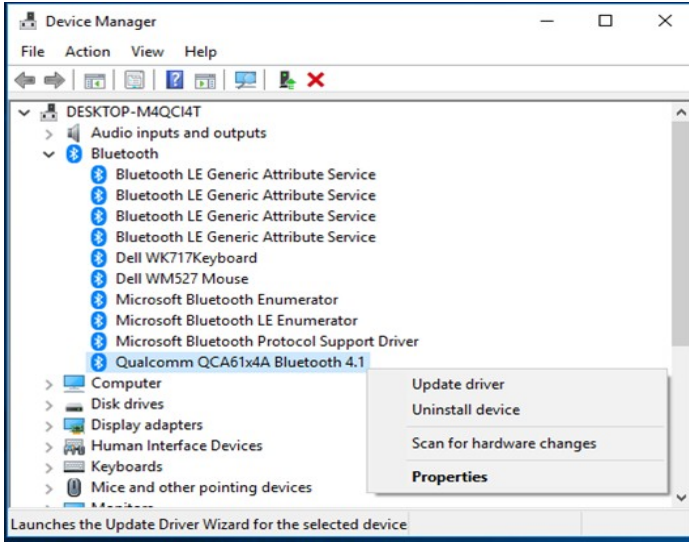 Device Manager
File Action View Help
DESKTOP-M4QCI4T
Audio inputs and outputs
Bluetooth
Bluetooth LE Generic Attribute Service
Bluetooth LE Generic Attribute Service
Bluetooth LE Generic Attribute Service
Bluetooth LE Generic Attribute Service
Dell WK717Keyboard
Dell WM527 Mouse
Microsoft Bluetooth Enumerator
Microsoft Bluetooth LE Enumerator
Microsoft Bluetooth Protocol Support Driver
Qualcomm QCA61x4A Bluetooth 4.1
Computer
Disk drives
Display adapters
Human Interface Devices
Keyboards
Mice and other pointing devices
Monitors
Update driver
Uninstall device
Scan for hardware changes
Properties
Launches the Update Driver Wizard for the selected device